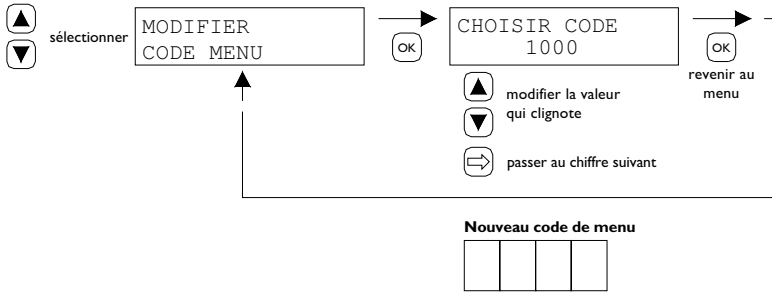 sélectionner
MODIFIER
CODE MENU
OK
CHOISIR CODE
1000
OK
revenir au
menu
modifier la valeur
qui clignote
passer au chiffre suivant
Nouveau code de menu